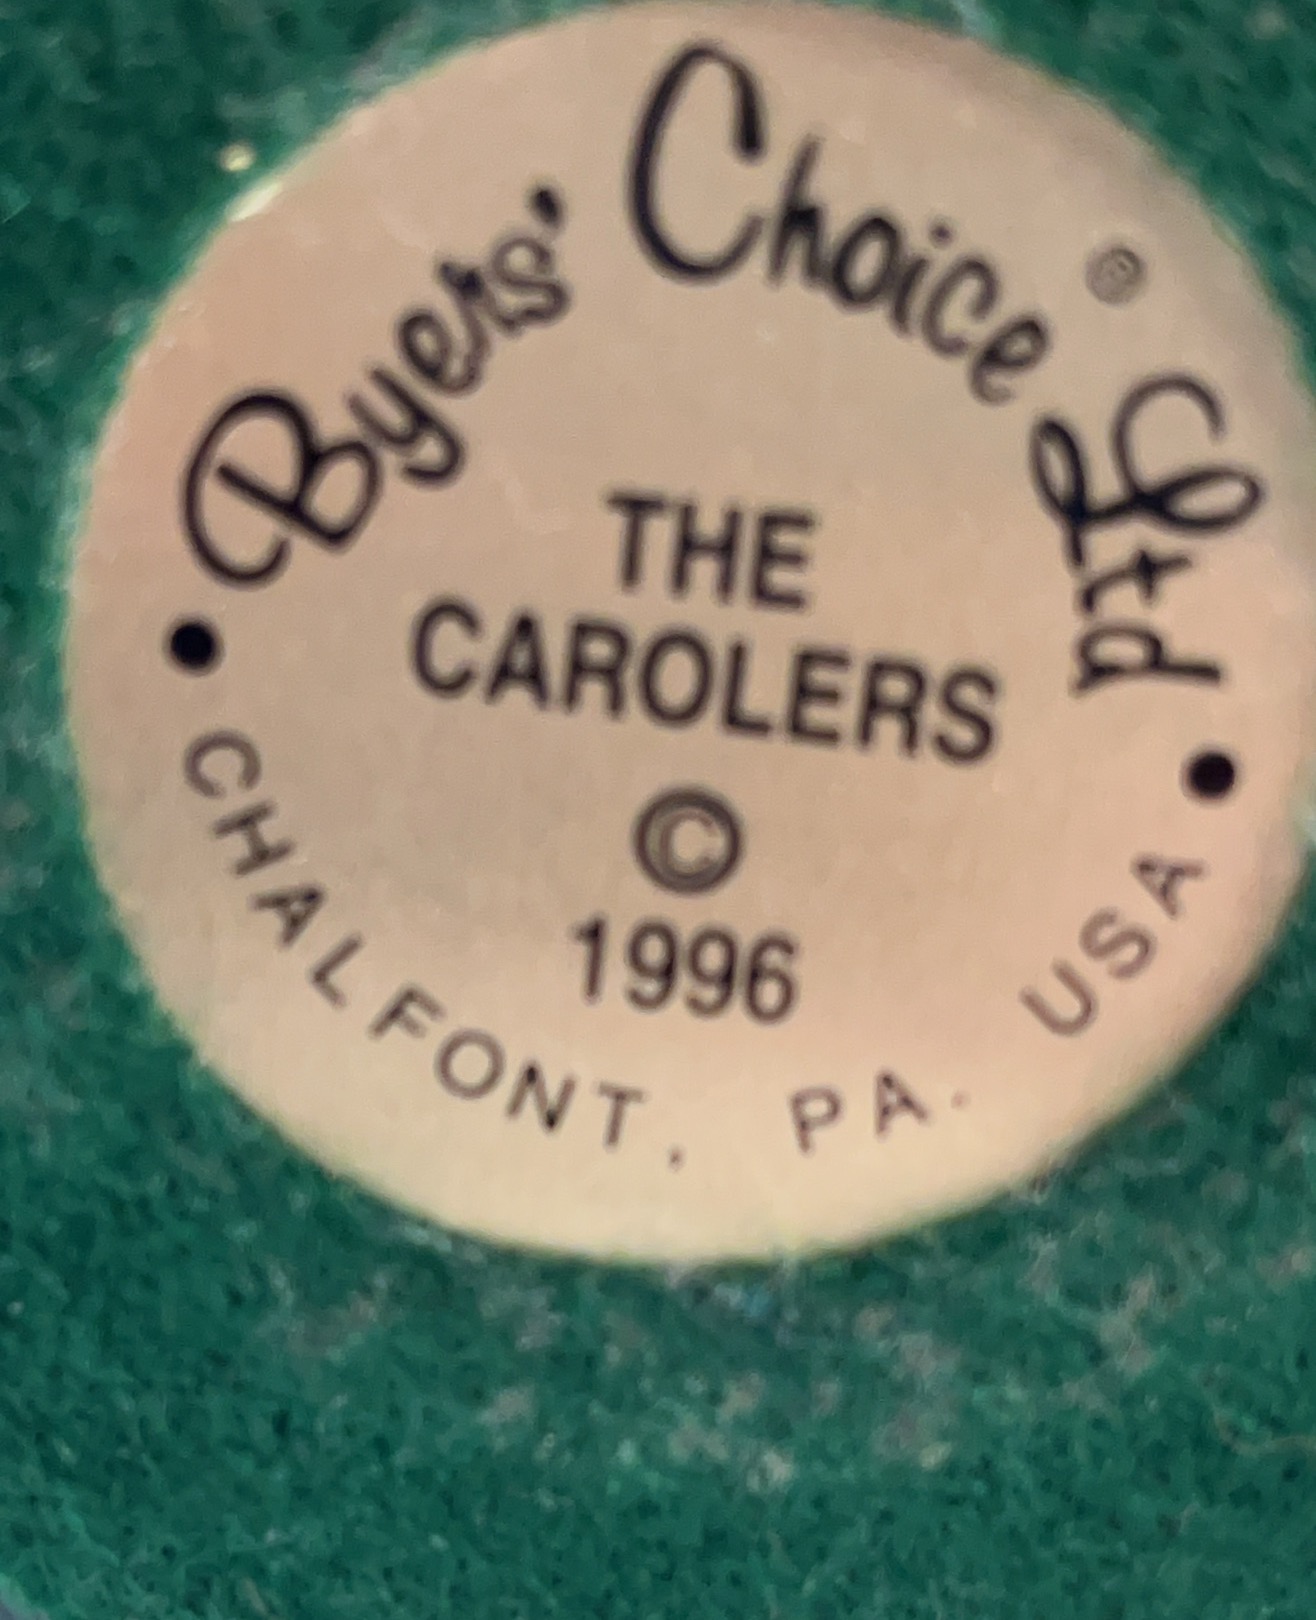 Byers' Choice Ltd ®
THE
CAROLERS
©
1996
• CHALFONT, PA. USA •